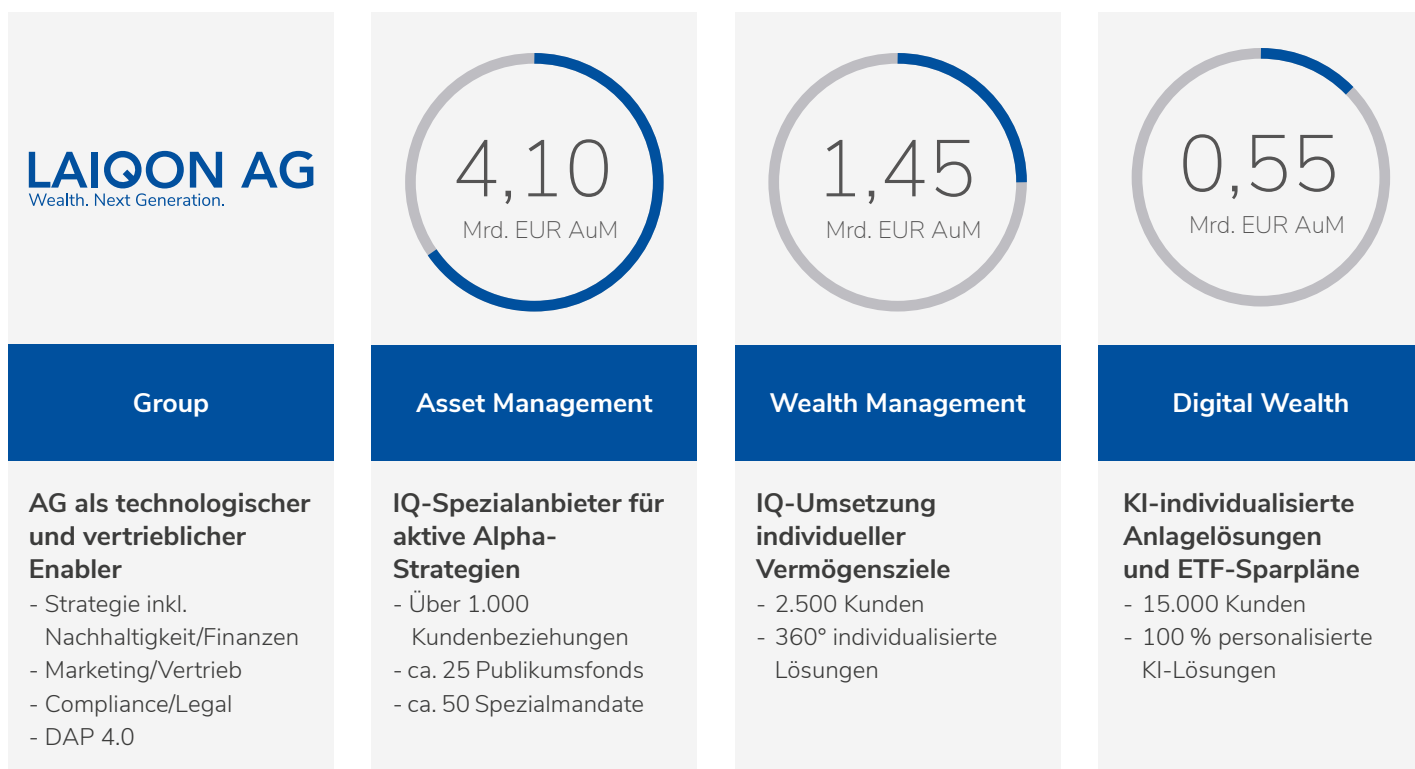 LAIQON AG
Wealth. Next Generation.
Group
AG als technologischer
und vertrieblicher
Enabler
- Strategie inkl.
Nachhaltigkeit/Finanzen
- Marketing/Vertrieb
- Compliance/Legal
- DAP 4.0
4,10
Mrd. EUR AuM
Asset Management
IQ-Spezialanbieter für
aktive Alpha-
Strategien
- Über 1.000
Kundenbeziehungen
- ca. 25 Publikumsfonds
- ca. 50 Spezialmandate
1,45
Mrd. EUR AuM
Wealth Management
IQ-Umsetzung
individueller
Vermögensziele
- 2.500 Kunden
- 360° individualisierte
Lösungen
0,55
Mrd. EUR AuM
Digital Wealth
KI-individualisierte
Anlagelösungen
und ETF-Sparpläne
- 15.000 Kunden
- 100 % personalisierte
KI-Lösungen